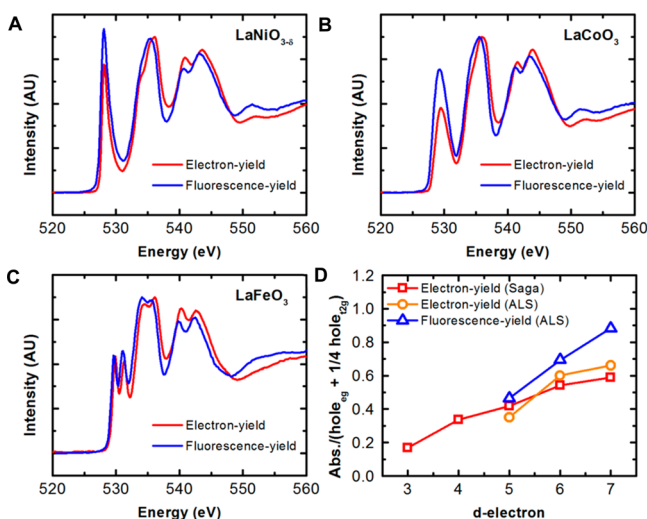 A
LaNiO3-δ
Intensity (AU)
Electron-yield
Fluorescence-yield
520 530 540 550 560
Energy (eV)
B
LaCoO3
Intensity (AU)
Electron-yield
Fluorescence-yield
520 530 540 550 560
Energy (eV)
C
LaFeO3
Intensity (AU)
Electron-yield
Fluorescence-yield
520 530 540 550 560
Energy (eV)
D
Abs./(hole_eg + 1/4 hole_t2g)
1.2
1.0
0.8
0.6
0.4
0.2
0.0
Electron-yield (Saga)
Electron-yield (ALS)
Fluorescence-yield (ALS)
3 4 5 6 7
d-electron